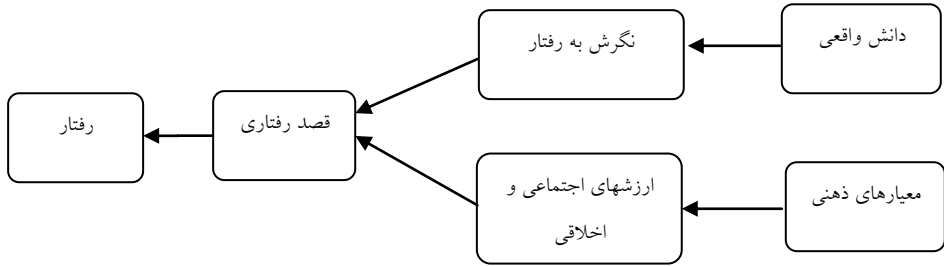 دانش واقعی
نگرش به رفتار
قصد رفتاری
رفتار
معیارهای ذهنی
ارزشهای اجتماعی و
اخلاقی